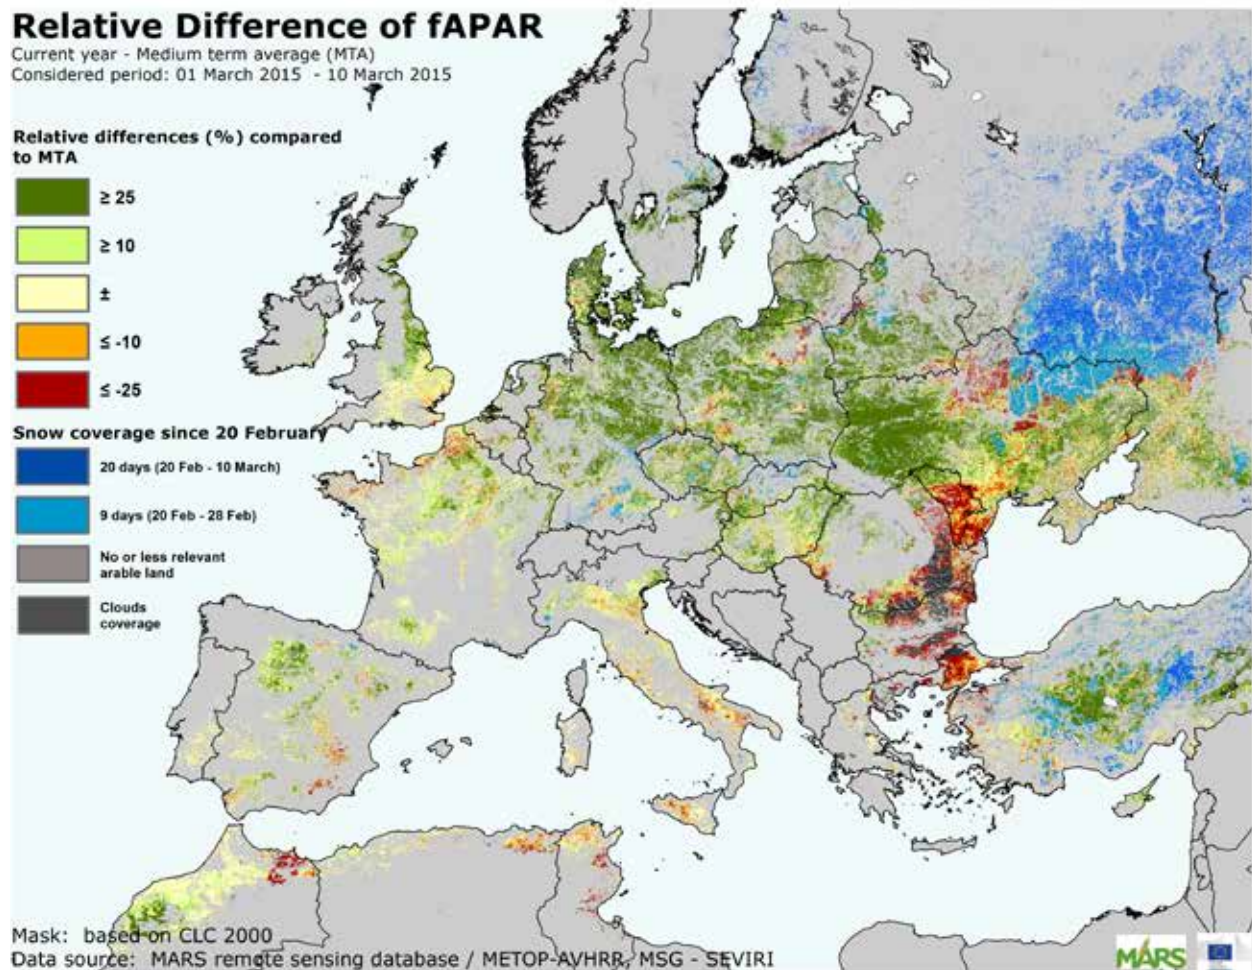 Relative Difference of fAPAR
Current year - Medium term average (MTA)
Considered period: 01 March 2015 - 10 March 2015
Relative differences (%) compared
to MTA
≥ 25
≥ 10
±
≤ -10
≤ -25
Snow coverage since 20 February
20 days (20 Feb - 10 March)
9 days (20 Feb - 28 Feb)
No or less relevant
arable land
Clouds
coverage
Mask: based on CLC 2000
Data source: MARS remote sensing database / METOP-AVHRR, MSG - SEVIRI
MARS